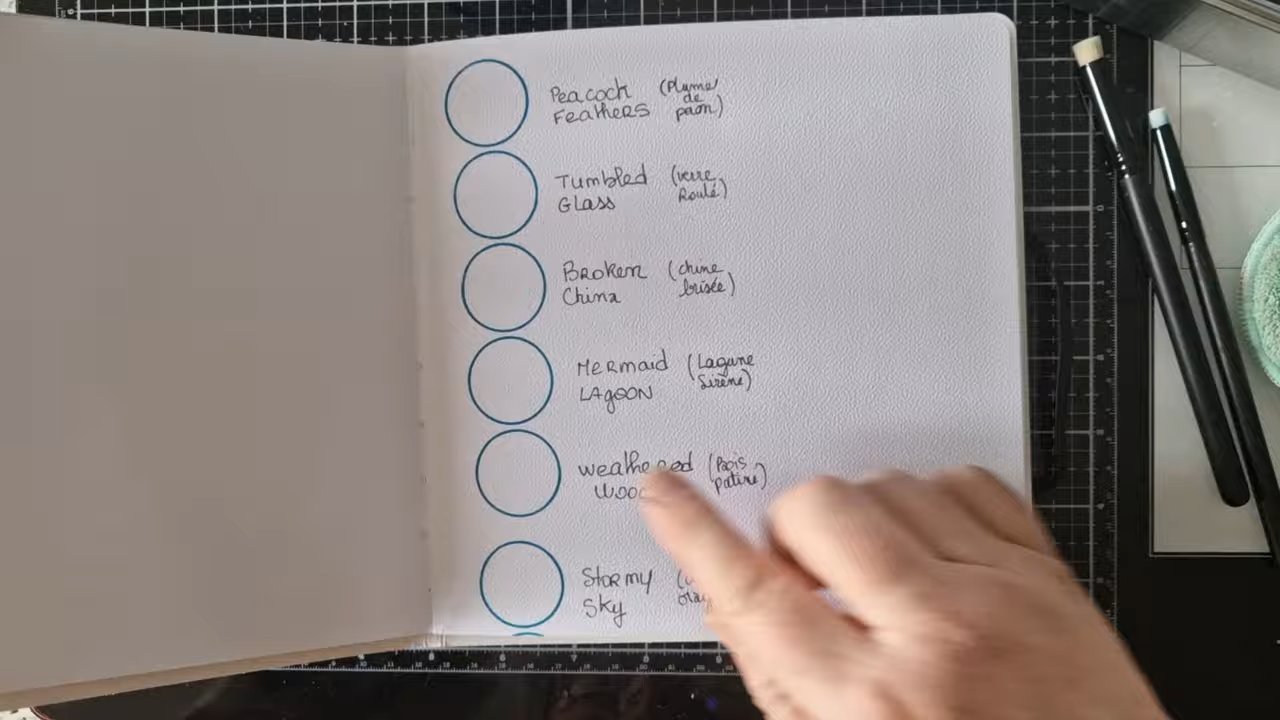 Peacock (Plume
Feathers de
paon)
Tumbled (verre
Glass Roulé)
Broken (chine
China brisée)
Mermaid (Lagune
LAgOON Sirène)
weathered (Bois
patiné)
Stormy
Sky